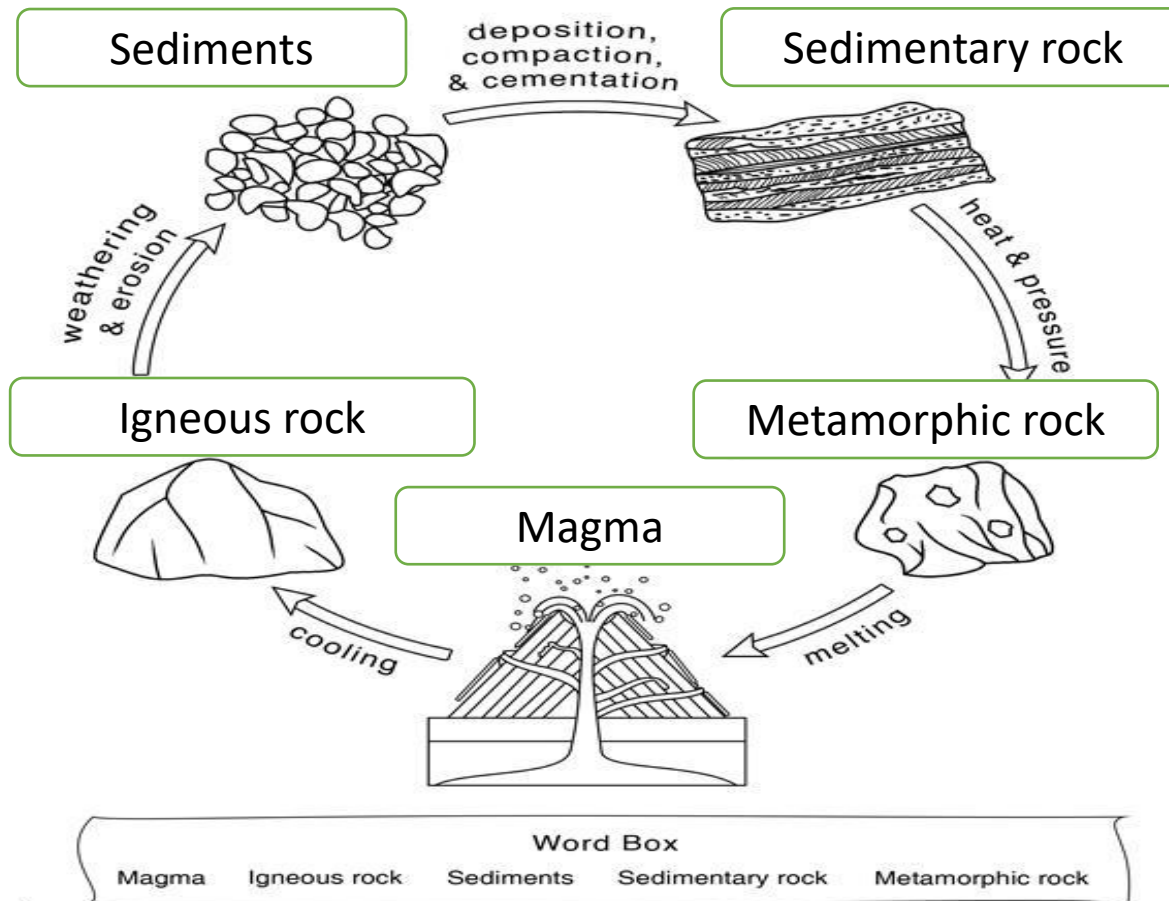 Sediments
deposition,
compaction,
& cementation
Sedimentary rock
weathering
& erosion
heat & pressure
Igneous rock
Metamorphic rock
Magma
cooling
melting
Word Box
Magma Igneous rock Sediments Sedimentary rock Metamorphic rock